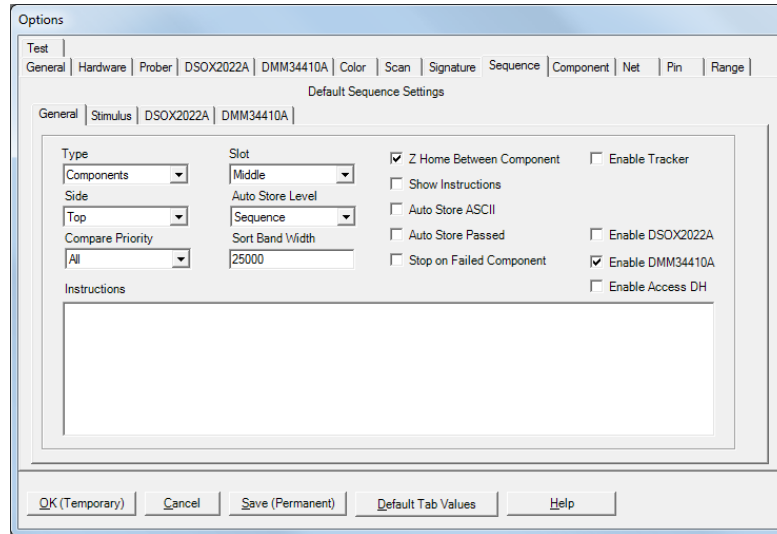 Options
Test
General Hardware Prober DSOX2022A DMM34410A Color Scan Signature Sequence Component Net Pin Range
Default Sequence Settings
General Stimulus DSOX2022A DMM34410A
Type Slot
Components Middle Z Home Between Component Enable Tracker
Side Auto Store Level Show Instructions
Top Sequence Auto Store ASCII
Compare Priority Sort Band Width Auto Store Passed Enable DSOX2022A
All 25000 Stop on Failed Component Enable DMM34410A
Instructions Enable Access DH
OK (Temporary) Cancel Save (Permanent) Default Tab Values Help